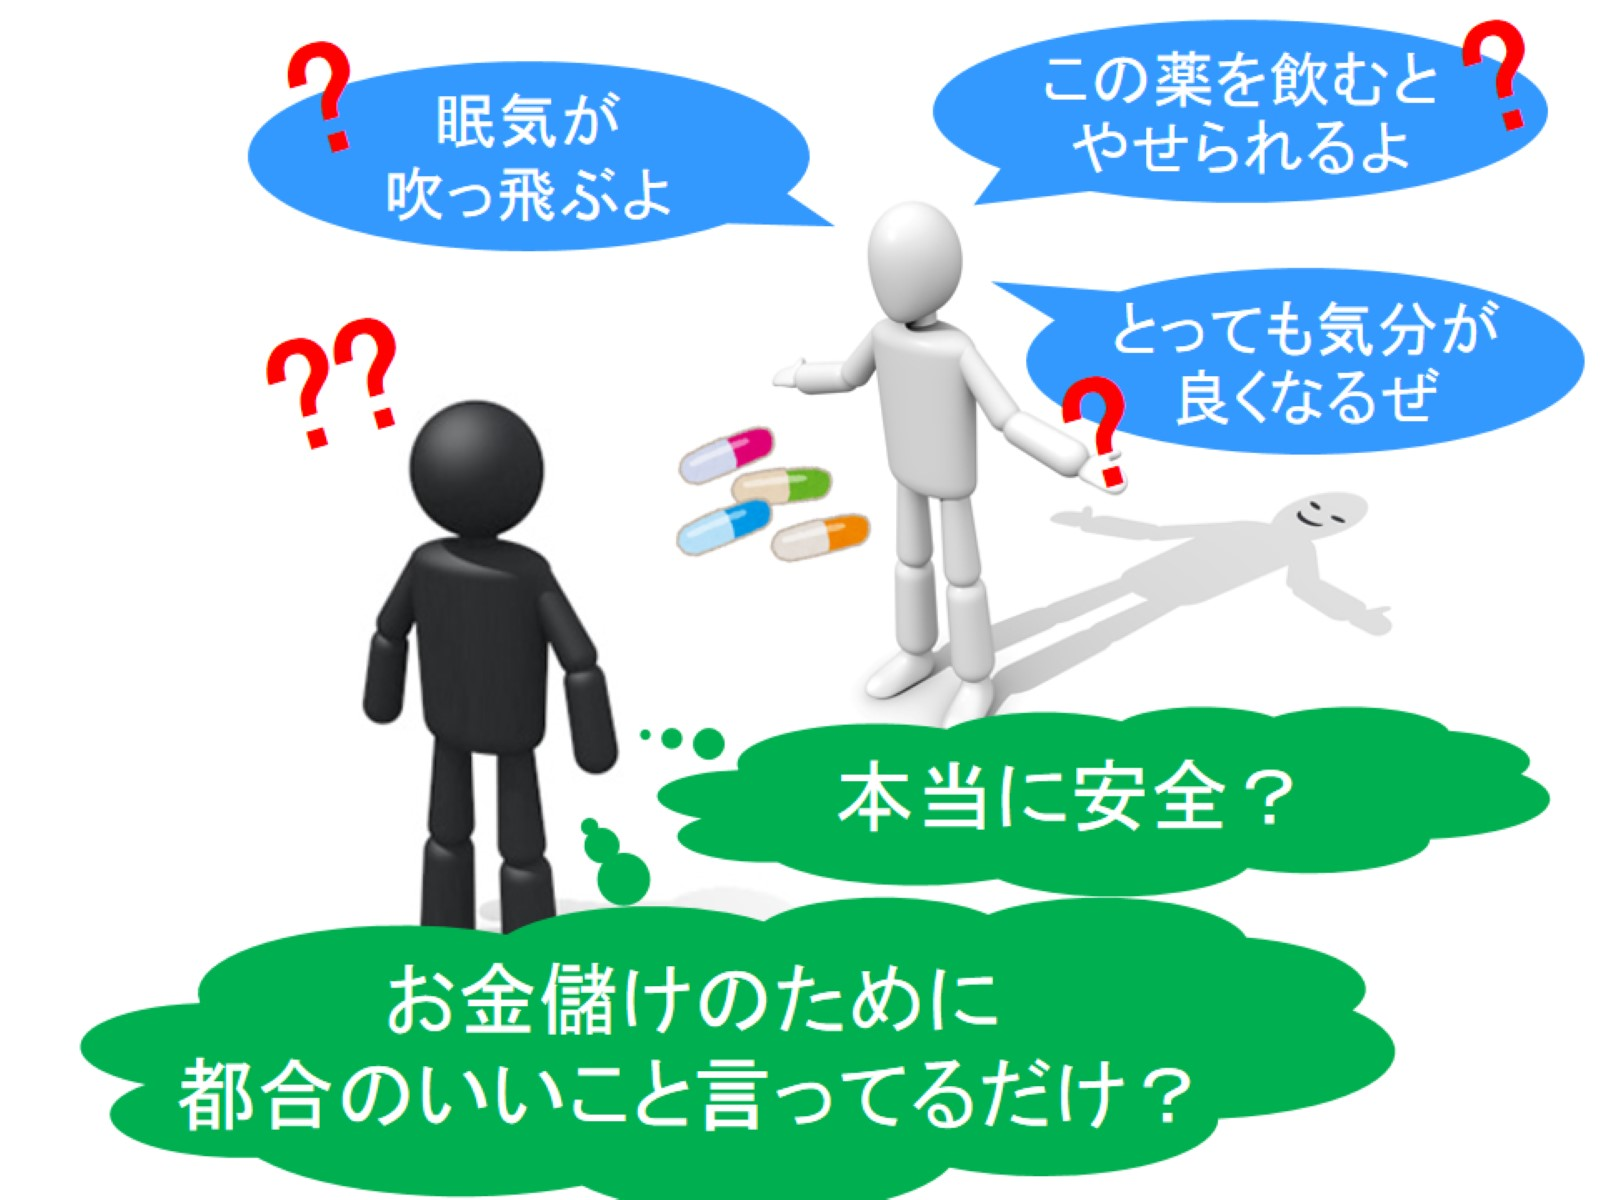 ？
眠気が
吹っ飛ぶよ
？
この薬を飲むと
やせられるよ
とっても気分が
良くなるぜ
？
？？
本当に安全？
お金儲けのために
都合のいいこと言ってるだけ？